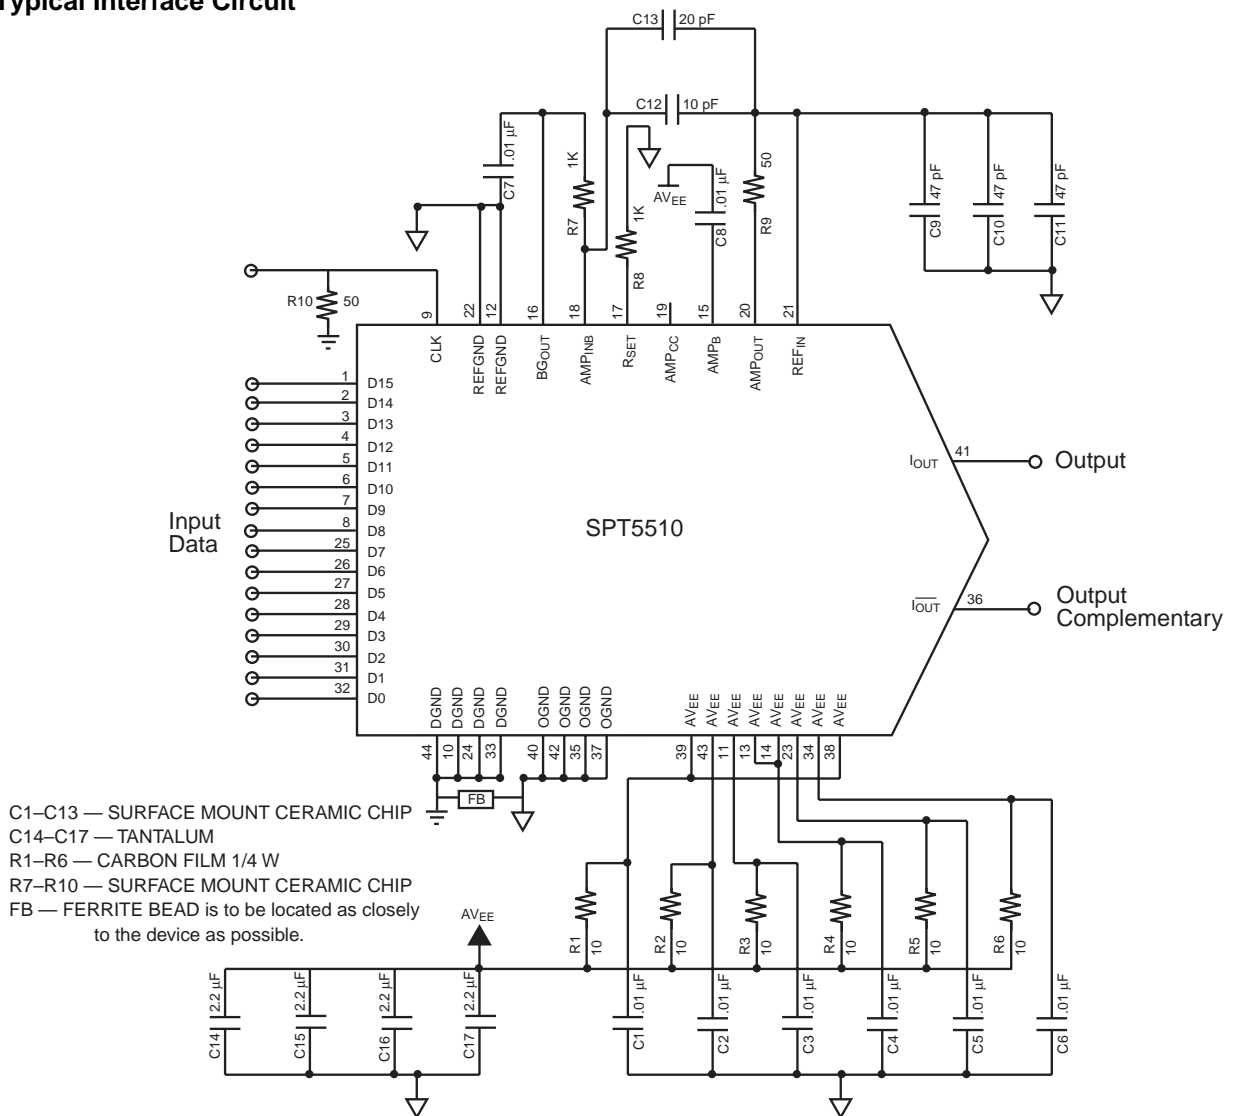 Typical Interface Circuit
C13 20 pF
C12 10 pF
C7 .01 µF
R7 1K
R8 1K
AVEE
C8 .01 µF
R9 50
C9 47 pF
C10 47 pF
C11 47 pF
R10 50
9 22 12 16 18 17 19 15 20 21
CLK REFGND REFGND BGOUT AMPINB RSET AMPCC AMPB AMPOUT REFIN
1 D15
2 D14
3 D13
4 D12
5 D11
6 D10
7 D9
8 D8
25 D7
26 D6
27 D5
28 D4
29 D3
30 D2
31 D1
32 D0
Input
Data
SPT5510
IOUT 41 Output
IOUT 36 Output
Complementary
DGND DGND DGND DGND OGND OGND OGND OGND AVEE AVEE AVEE AVEE AVEE AVEE AVEE AVEE
44 10 24 33 40 42 35 37 39 43 11 13 14 23 34 38
FB
C1–C13 — SURFACE MOUNT CERAMIC CHIP
C14–C17 — TANTALUM
R1–R6 — CARBON FILM 1/4 W
R7–R10 — SURFACE MOUNT CERAMIC CHIP
FB — FERRITE BEAD is to be located as closely
to the device as possible.
AVEE
R1 10
R2 10
R3 10
R4 10
R5 10
R6 10
C14 2.2 µF
C15 2.2 µF
C16 2.2 µF
C17 2.2 µF
C1 .01 µF
C2 .01 µF
C3 .01 µF
C4 .01 µF
C5 .01 µF
C6 .01 µF